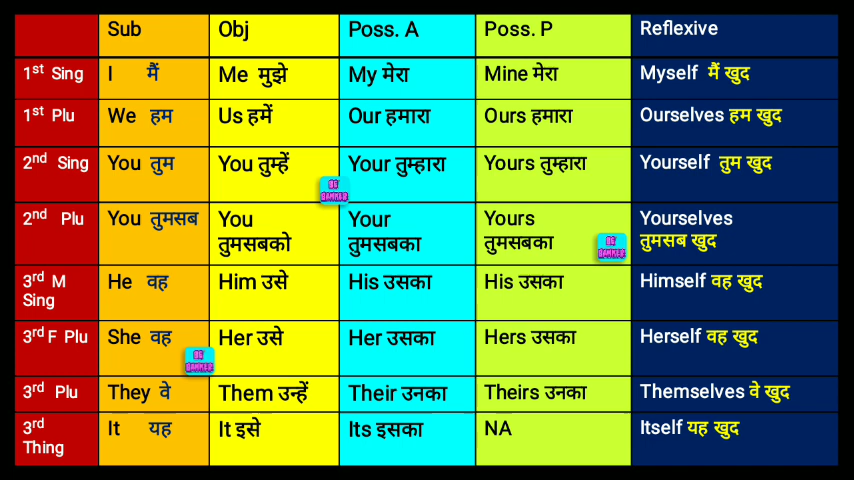 Sub Obj Poss. A Poss. P Reflexive
1st Sing I मैं Me मुझे My मेरा Mine मेरा Myself मैं खुद
1st Plu We हम Us हमें Our हमारा Ours हमारा Ourselves हम खुद
2nd Sing You तुम You तुम्हें Your तुम्हारा Yours तुम्हारा Yourself तुम खुद
2nd Plu You तुमसब You तुमसबको Your तुमसबका Yours तुमसबका Yourselves तुमसब खुद
3rd M Sing He वह Him उसे His उसका His उसका Himself वह खुद
3rd F Plu She वह Her उसे Her उसका Hers उसका Herself वह खुद
3rd Plu They वे Them उन्हें Their उनका Theirs उनका Themselves वे खुद
3rd Thing It यह It इसे Its इसका NA Itself यह खुद